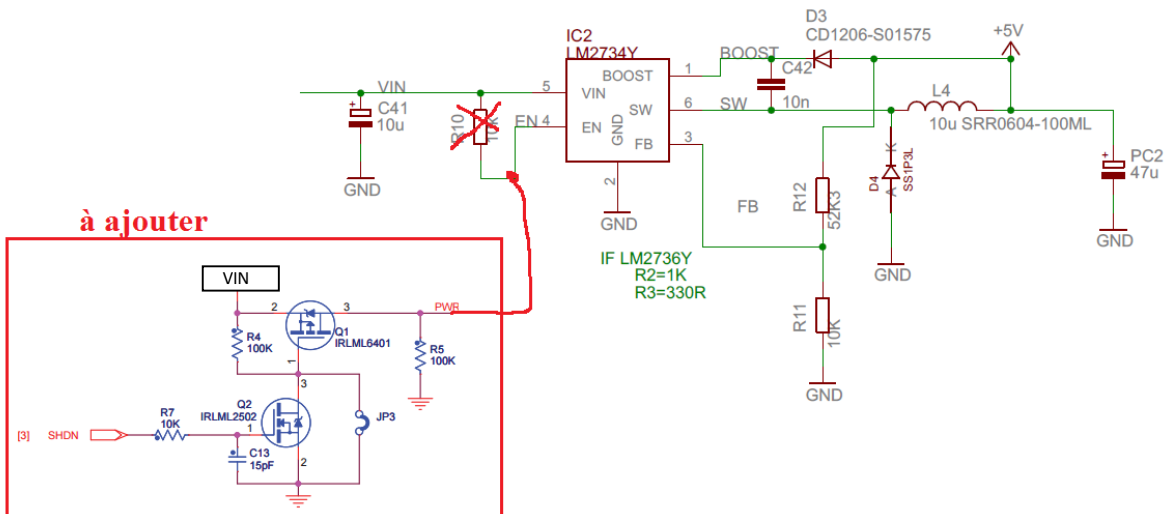 D3
CD1206-S01575
+5V
IC2
LM2734Y
BOOST
BOOST
1
C42
10n
VIN
5
VIN
C41
10u
R10
10k
EN
4
EN
GND
SW
6
SW
FB
3
2
L4
10u SRR0604-100ML
K
D4
SS1P3L
A
PC2
47u
R12
52K3
FB
GND
GND
GND
GND
IF LM2736Y
R2=1K
R3=330R
R11
10K
GND
à ajouter
VIN
2
3
PWR
Q1
IRLML6401
R4
100K
R5
100K
1
3
Q2
IRLML2502
JP3
R7
10K
[3]
SHDN
1
C13
15pF
2